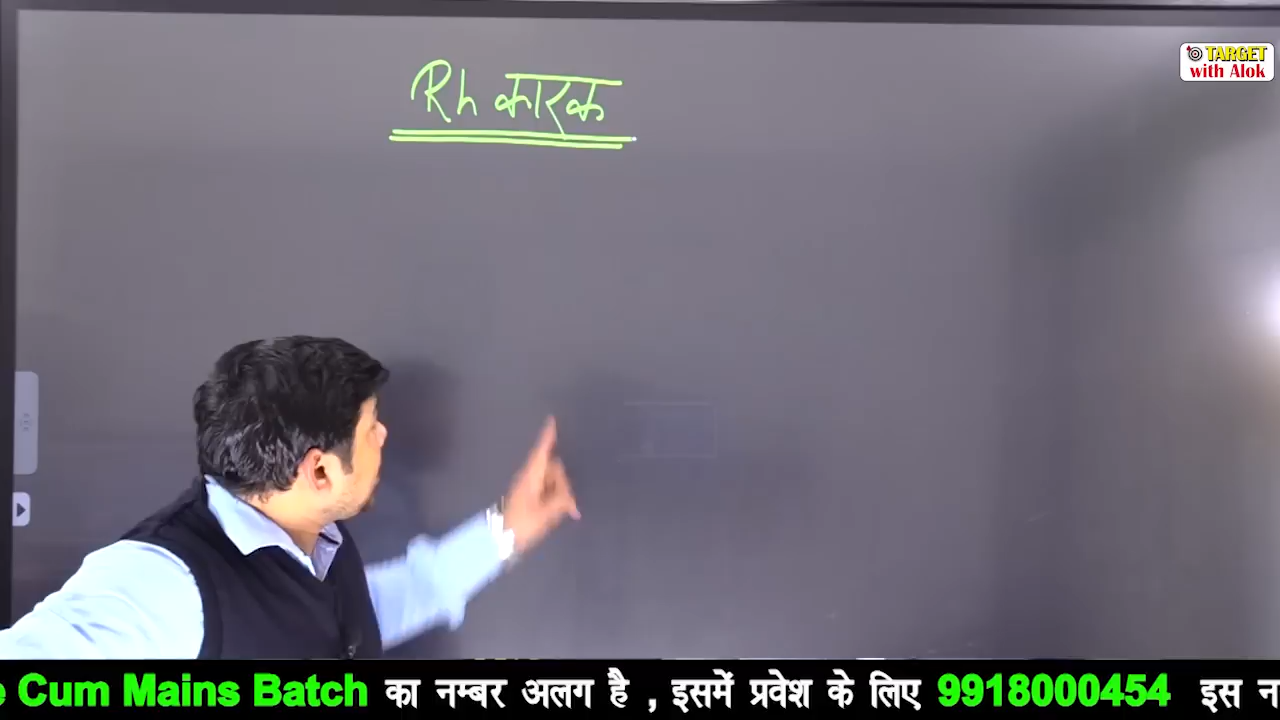 Rh कारक
TARGET
with Alok
Cum Mains Batch का नम्बर अलग है , इसमें प्रवेश के लिए 9918000454 इस